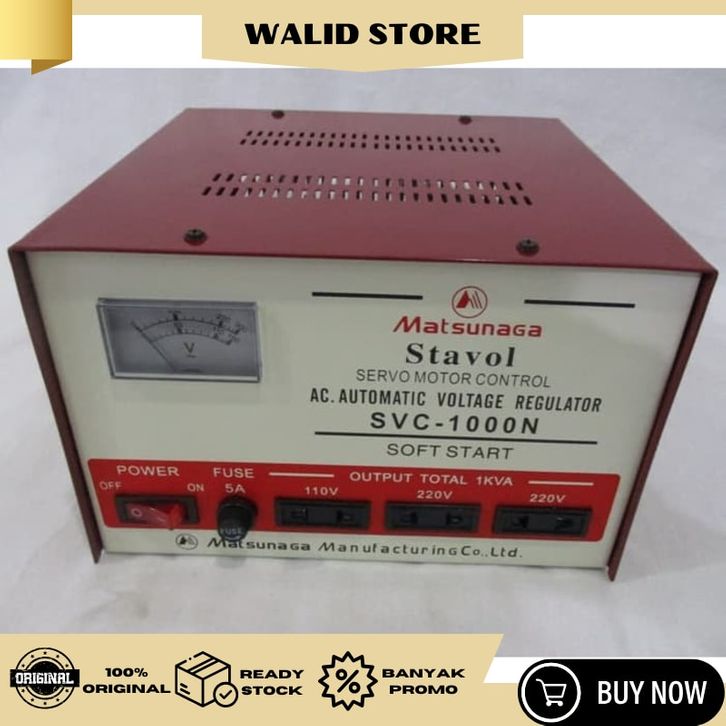 WALID STORE
Matsunaga
Stavol
SERVO MOTOR CONTROL
AC. AUTOMATIC VOLTAGE REGULATOR
SVC-1000N
SOFT START
POWER
FUSE
OUTPUT TOTAL 1KVA
OFF
ON
5A
110V
220V
220V
FUSE
V
Matsunaga Manufacturing Co.,Ltd.
ORIGINAL
100%
ORIGINAL
READY
STOCK
BANYAK
PROMO
BUY NOW